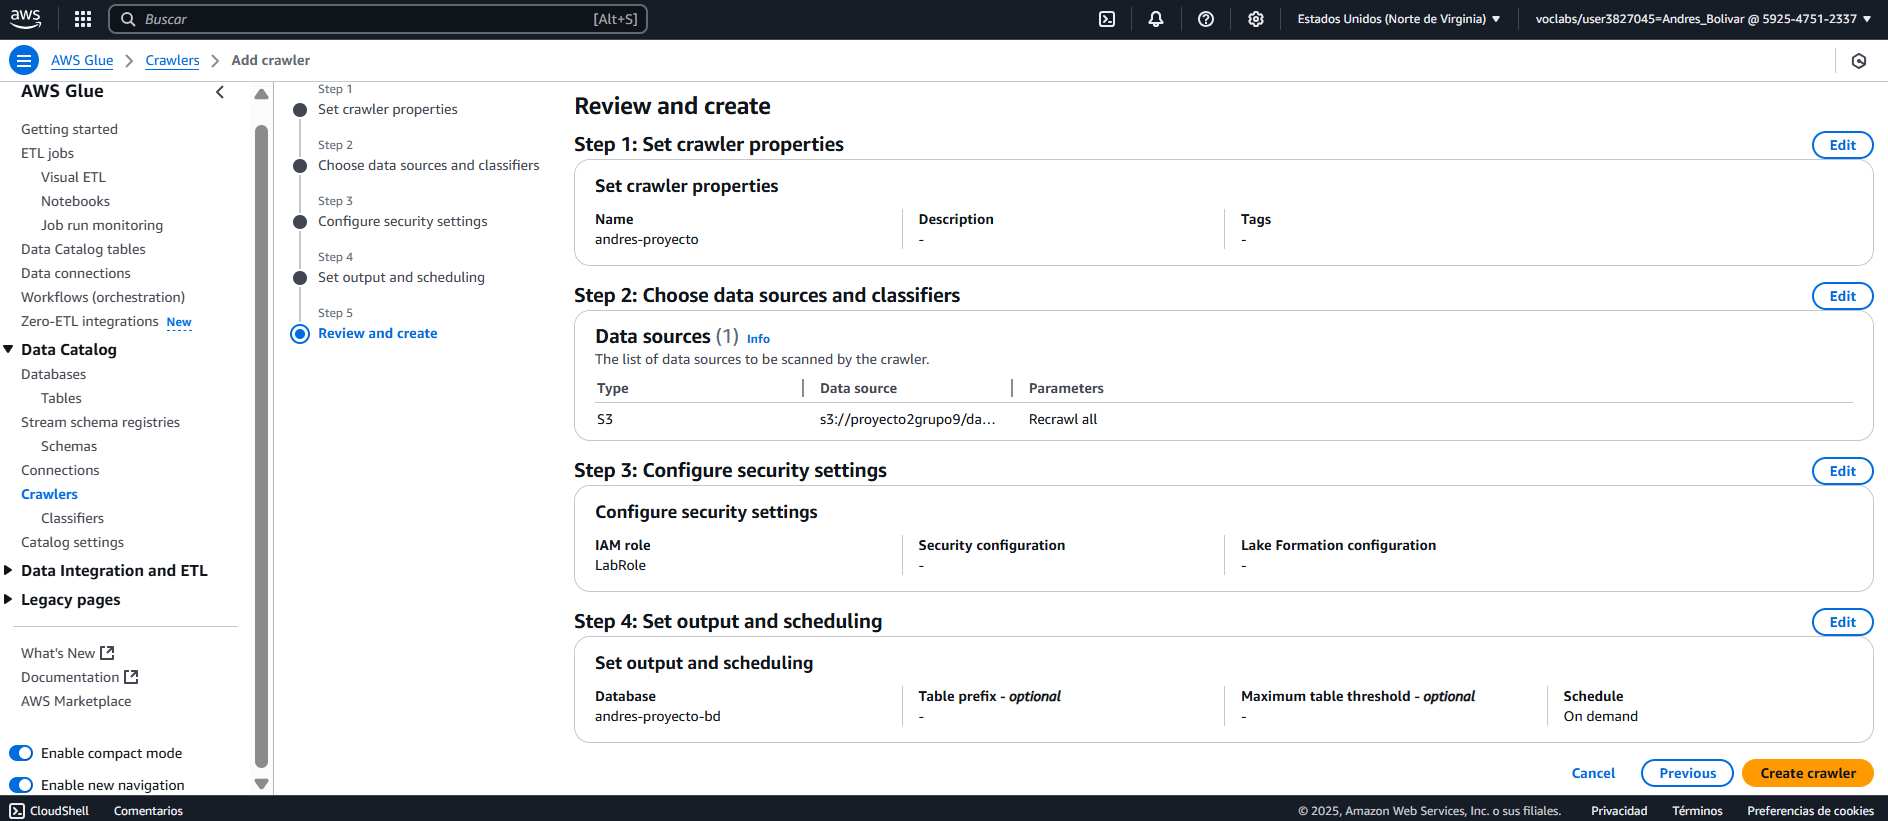 aws
Buscar
[Alt+S]
Estados Unidos (Norte de Virginia)
voclabs/user3827045=Andres_Bolivar @ 5925-4751-2337
AWS Glue
Crawlers
Add crawler
AWS Glue
Getting started
ETL jobs
Visual ETL
Notebooks
Job run monitoring
Data Catalog tables
Data connections
Workflows (orchestration)
Zero-ETL integrations New
Data Catalog
Databases
Tables
Stream schema registries
Schemas
Connections
Crawlers
Classifiers
Catalog settings
Data Integration and ETL
Legacy pages
What's New
Documentation
AWS Marketplace
Enable compact mode
Enable new navigation
Step 1
Set crawler properties
Step 2
Choose data sources and classifiers
Step 3
Configure security settings
Step 4
Set output and scheduling
Step 5
Review and create
Review and create
Step 1: Set crawler properties
Edit
Set crawler properties
Name
Description
Tags
andres-proyecto
-
-
Step 2: Choose data sources and classifiers
Edit
Data sources (1) Info
The list of data sources to be scanned by the crawler.
Type
Data source
Parameters
S3
s3://proyecto2grupo9/da...
Recrawl all
Step 3: Configure security settings
Edit
Configure security settings
IAM role
Security configuration
Lake Formation configuration
LabRole
-
-
Step 4: Set output and scheduling
Edit
Set output and scheduling
Database
Table prefix - optional
Maximum table threshold - optional
Schedule
andres-proyecto-bd
-
-
On demand
Cancel
Previous
Create crawler
CloudShell
Comentarios
© 2025, Amazon Web Services, Inc. o sus filiales.
Privacidad
Términos
Preferencias de cookies